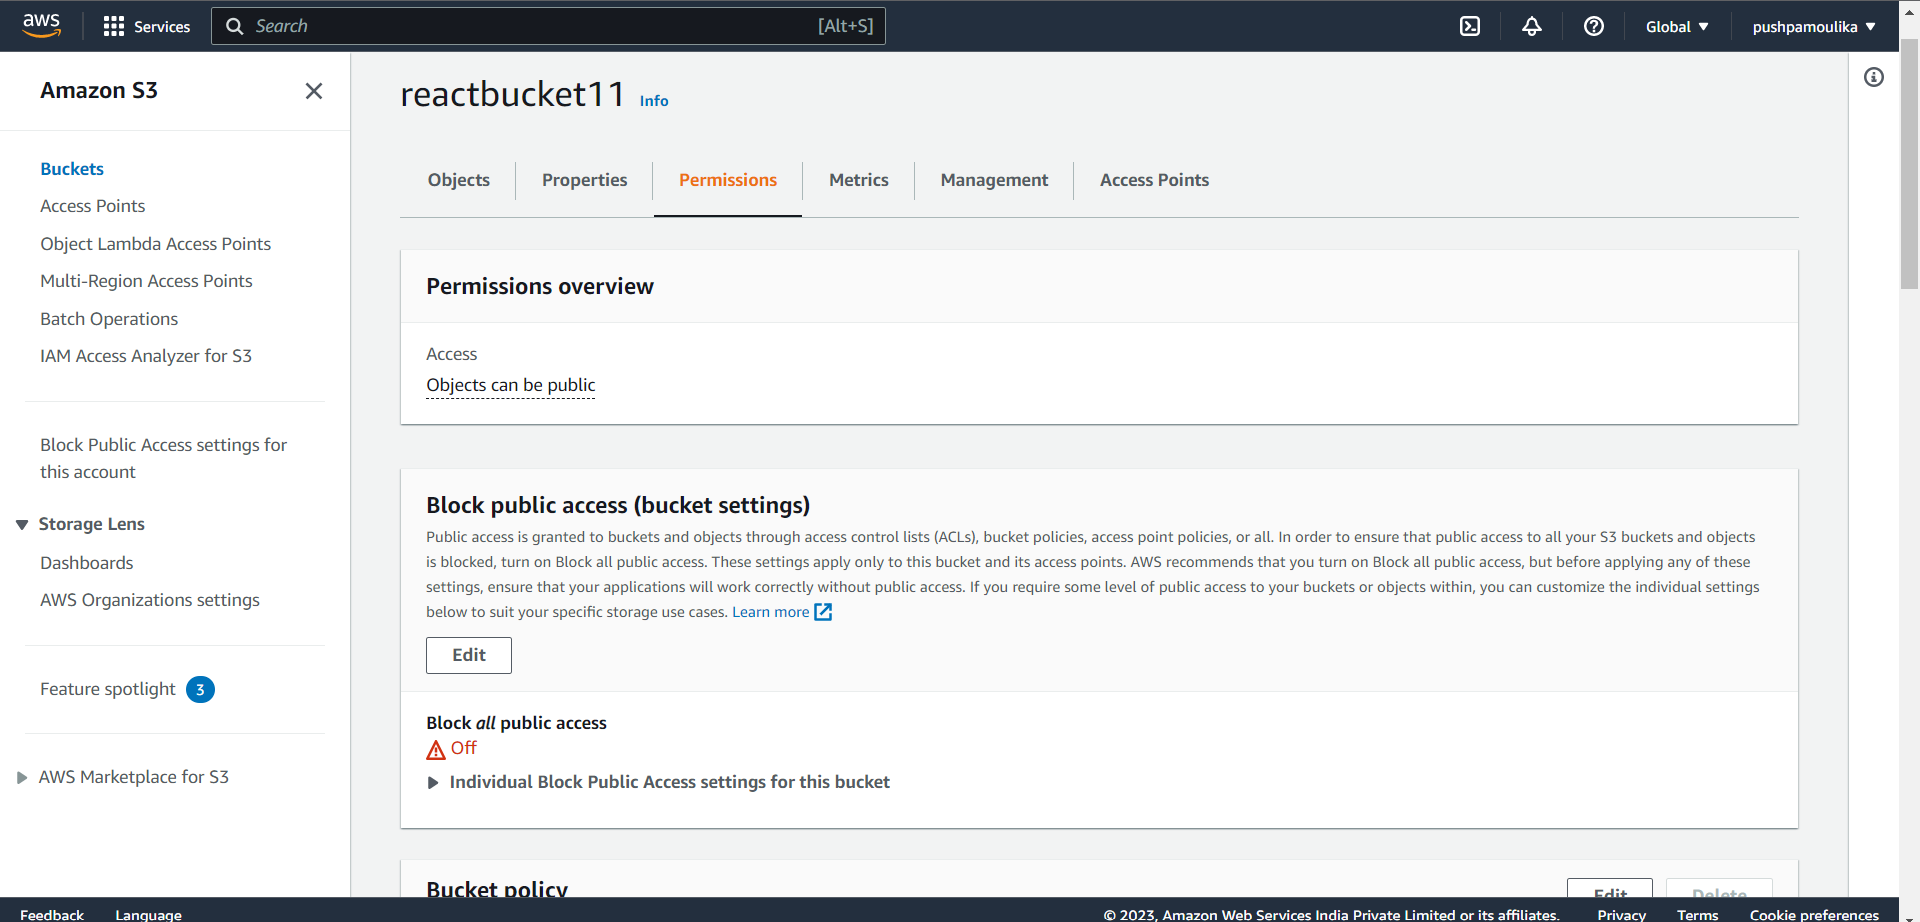 aws
Services
Search
[Alt+S]
Global
pushpamoulika
Amazon S3
Buckets
Access Points
Object Lambda Access Points
Multi-Region Access Points
Batch Operations
IAM Access Analyzer for S3
Block Public Access settings for
this account
Storage Lens
Dashboards
AWS Organizations settings
Feature spotlight 3
AWS Marketplace for S3
reactbucket11 Info
Objects
Properties
Permissions
Metrics
Management
Access Points
Permissions overview
Access
Objects can be public
Block public access (bucket settings)
Public access is granted to buckets and objects through access control lists (ACLs), bucket policies, access point policies, or all. In order to ensure that public access to all your S3 buckets and objects
is blocked, turn on Block all public access. These settings apply only to this bucket and its access points. AWS recommends that you turn on Block all public access, but before applying any of these
settings, ensure that your applications will work correctly without public access. If you require some level of public access to your buckets or objects within, you can customize the individual settings
below to suit your specific storage use cases. Learn more
Edit
Block all public access
Off
Individual Block Public Access settings for this bucket
Bucket policy
Edit
Delete
Feedback
Language
© 2023, Amazon Web Services India Private Limited or its affiliates.
Privacy
Terms
Cookie preferences